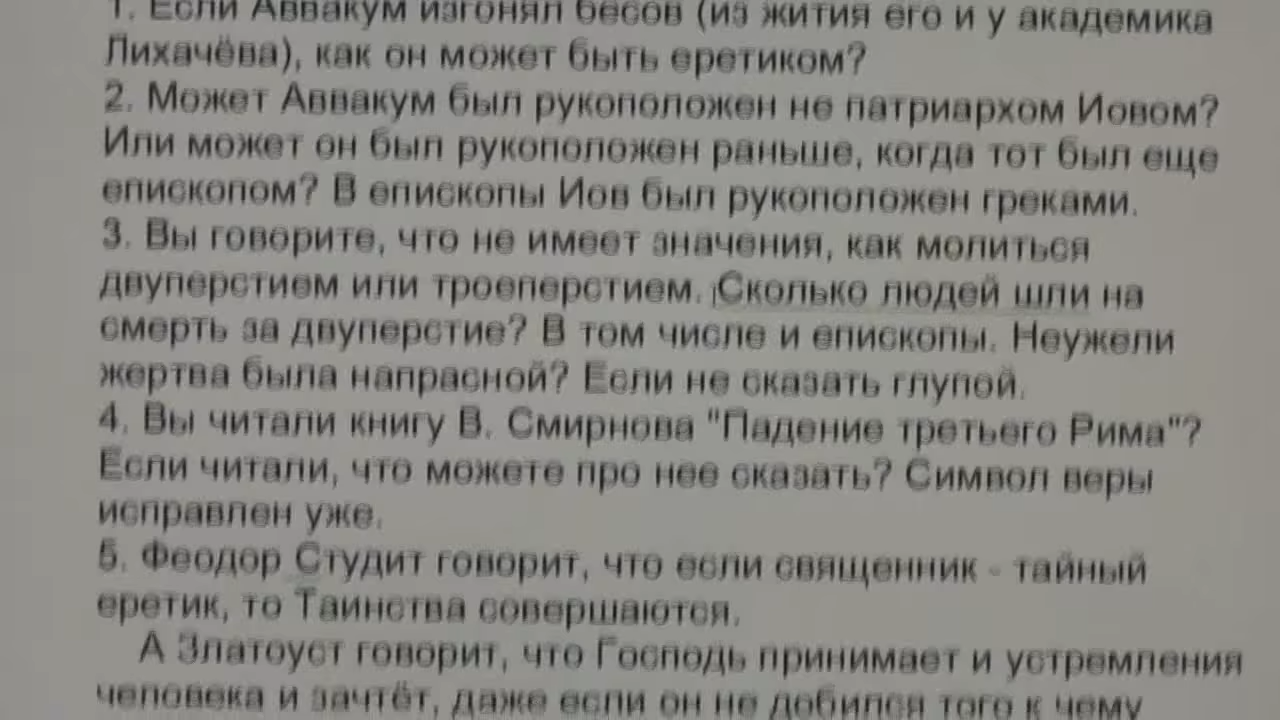 1. Если Аввакум изгонял бесов (из жития его и у академика
Лихачёва), как он может быть еретиком?
2. Может Аввакум был рукоположен не патриархом Иовом?
Или может он был рукоположен раньше, когда тот был еще
епископом? В епископы Иов был рукоположен греками.
3. Вы говорите, что не имеет значения, как молиться
двуперстием или троеперстием. Сколько людей шли на
смерть за двуперстие? В том числе и епископы. Неужели
жертва была напрасной? Если не сказать глупой.
4. Вы читали книгу В. Смирнова "Падение третьего Рима"?
Если читали, что можете про нее сказать? Символ веры
исправлен уже.
5. Феодор Студит говорит, что если священник - тайный
еретик, то Таинства совершаются.
А Златоуст говорит, что Господь принимает и устремления
человека и зачтёт, даже если он не добился того к чему